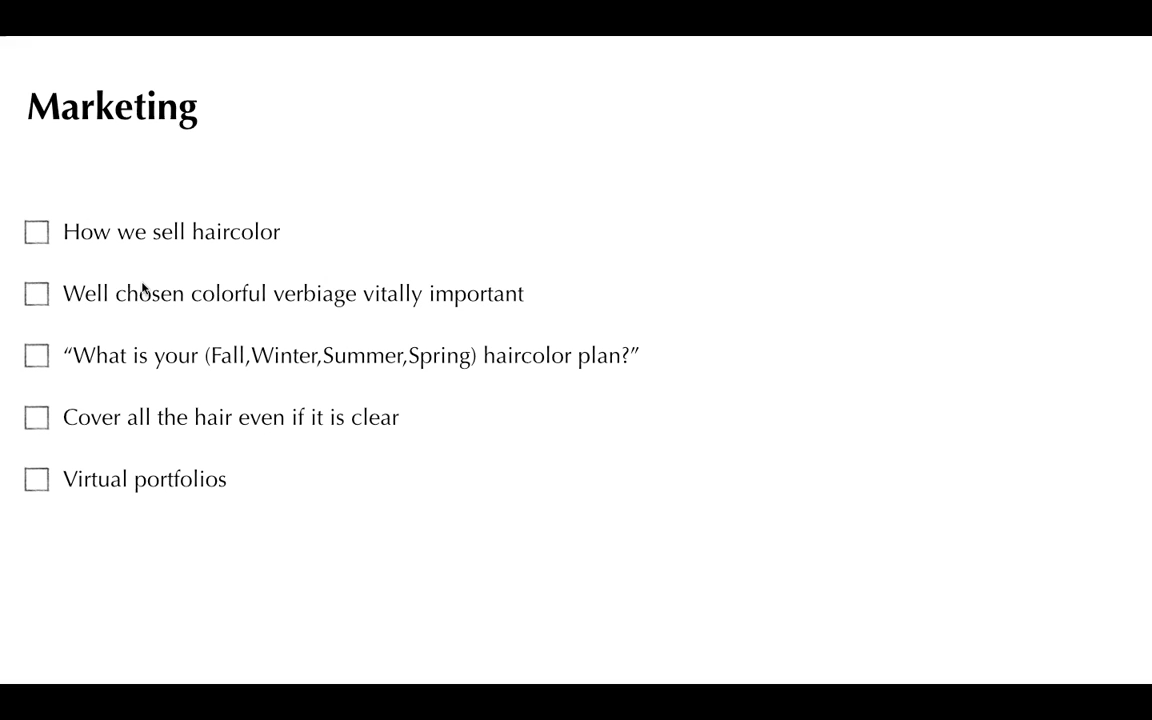 Marketing
How we sell haircolor
Well chosen colorful verbiage vitally important
“What is your (Fall,Winter,Summer,Spring) haircolor plan?”
Cover all the hair even if it is clear
Virtual portfolios